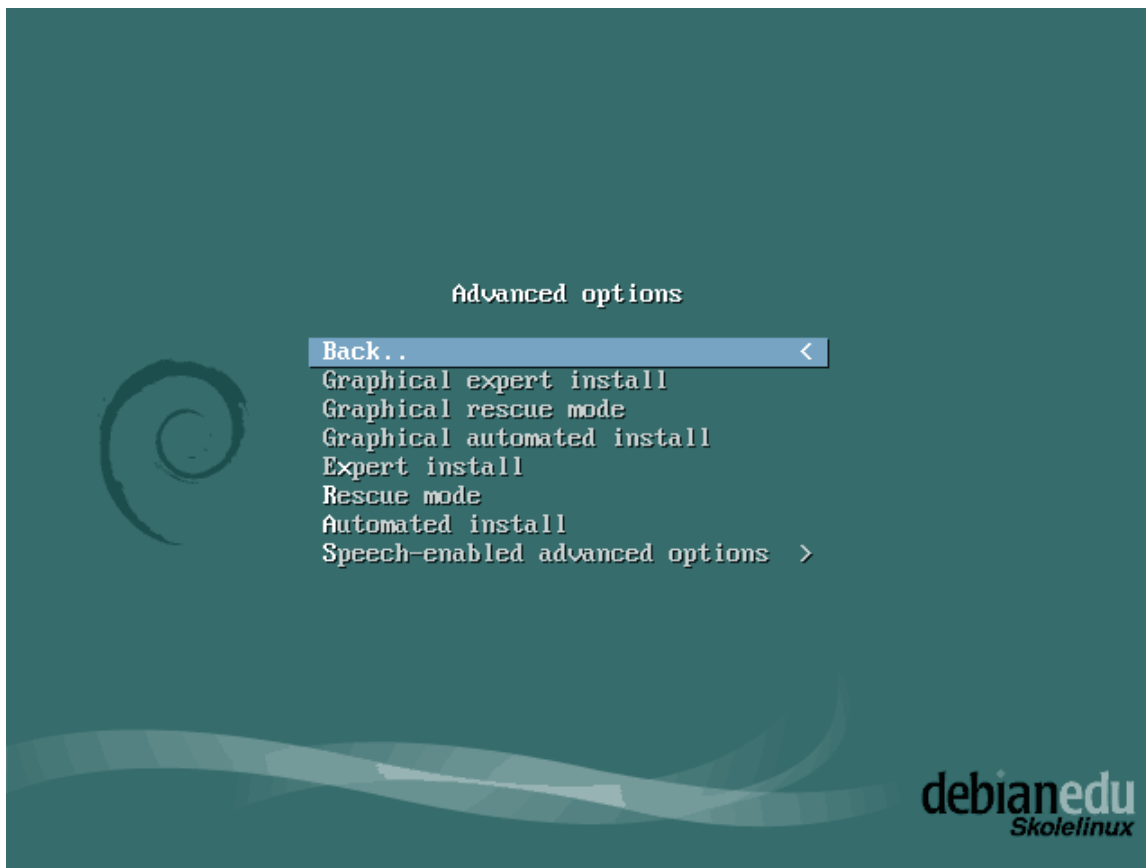 Advanced options
Back.. <
Graphical expert install
Graphical rescue mode
Graphical automated install
Expert install
Rescue mode
Automated install
Speech-enabled advanced options >
debianedu
Skolelinux